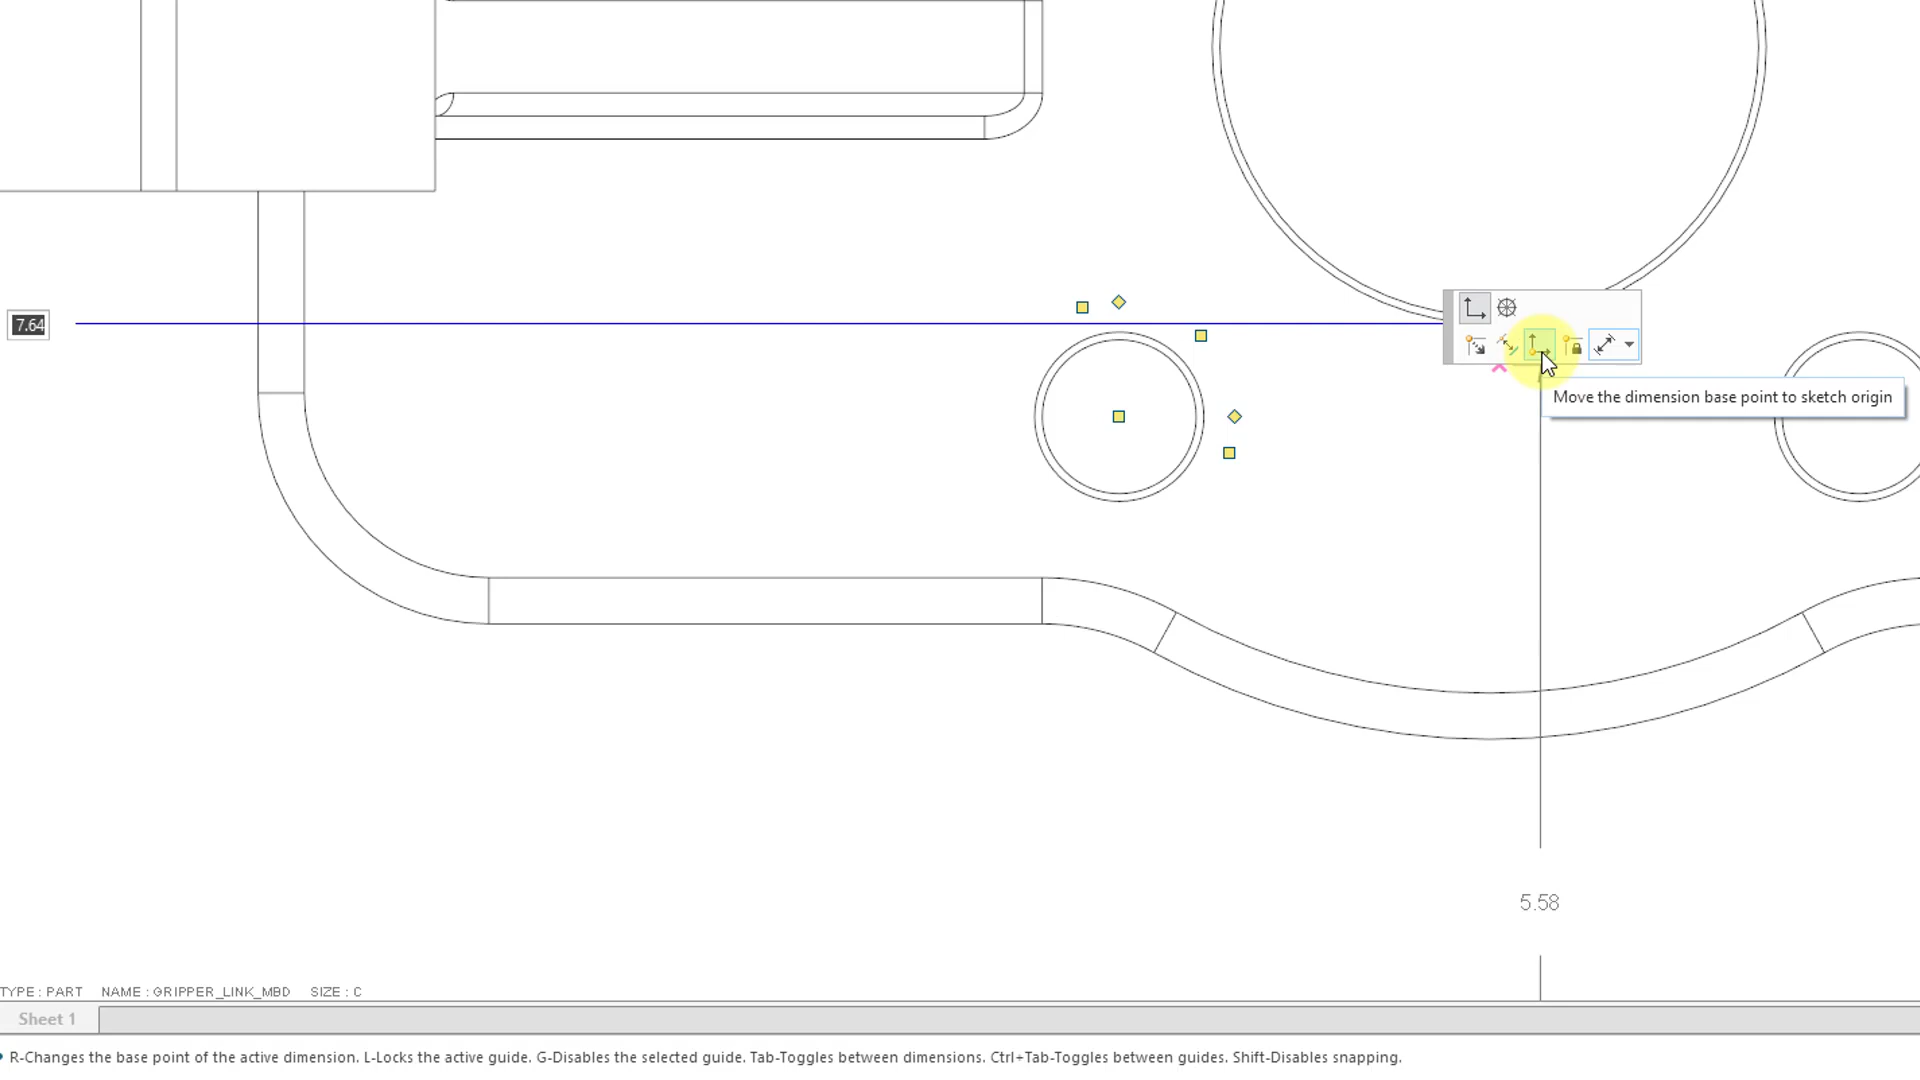 7.64
Move the dimension base point to sketch origin
5.58
TYPE : PART NAME : GRIPPER_LINK_MBD SIZE : C
Sheet 1
R-Changes the base point of the active dimension. L-Locks the active guide. G-Disables the selected guide. Tab-Toggles between dimensions. Ctrl+Tab-Toggles between guides. Shift-Disables snapping.